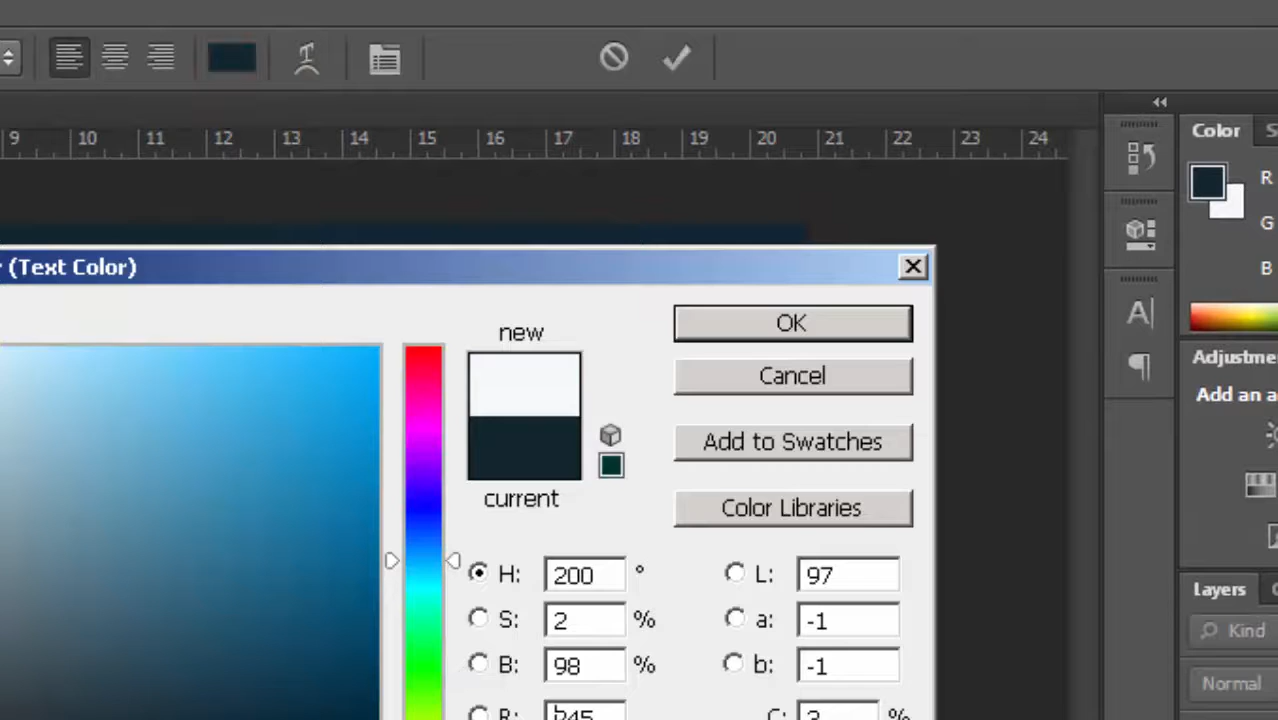 9 10 11 12 13 14 15 16 17 18 19 20 21 22 23 24
Color
R
G
B
(Text Color)
new
OK
Cancel
Add to Swatches
current
Color Libraries
Adjustme
Add an a
H: 200 ° L: 97
S: 2 % a: -1
B: 98 % b: -1
R: 245 C: 3 %
Layers
Kind
Normal